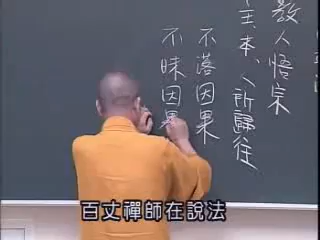 教人悟宗
主本、人所歸往
不落因果
不昧因果
百丈禪師在說法